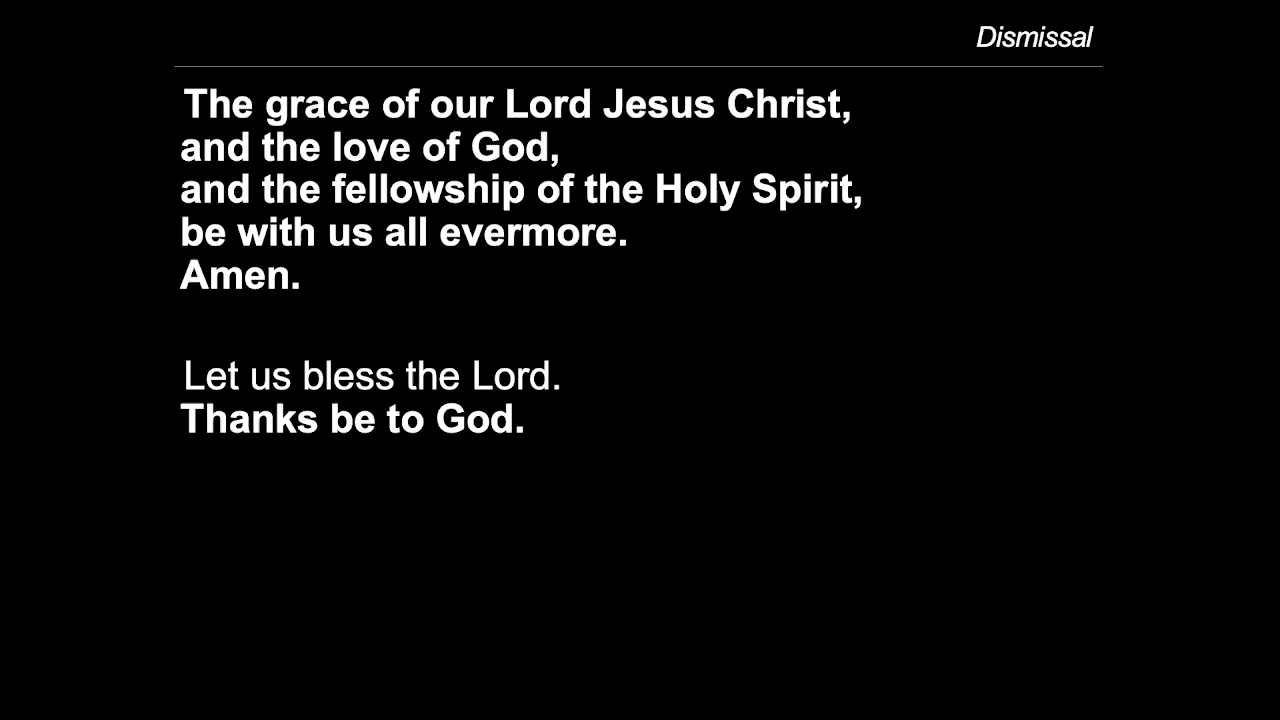 Dismissal
The grace of our Lord Jesus Christ,
and the love of God,
and the fellowship of the Holy Spirit,
be with us all evermore.
Amen.
Let us bless the Lord.
Thanks be to God.